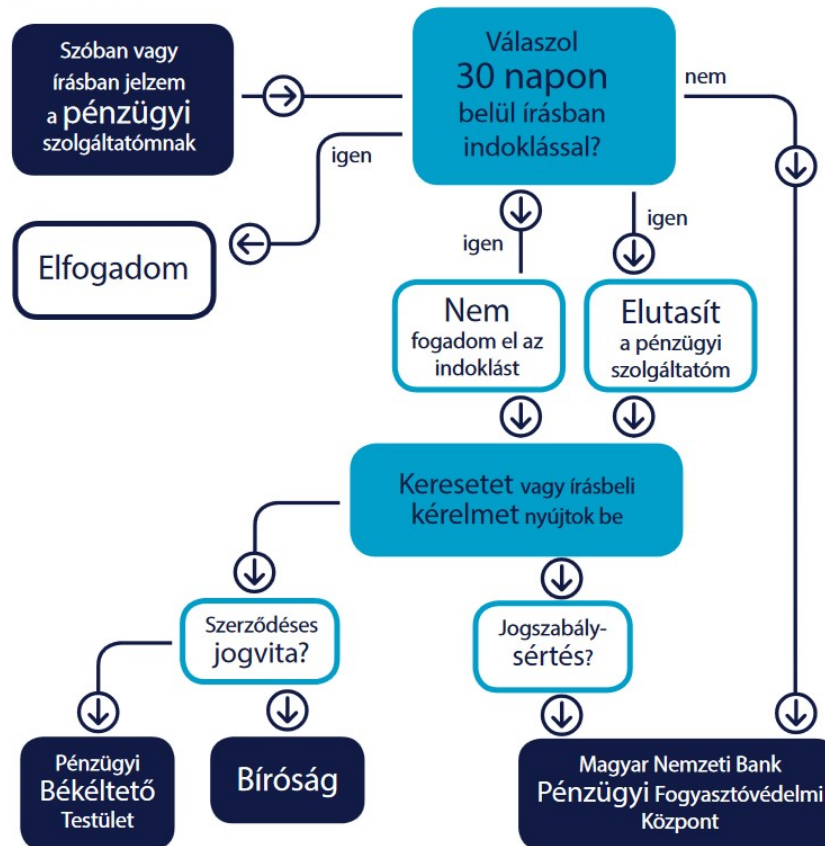 Szóban vagy
írásban jelzem
a pénzügyi
szolgáltatómnak
Válaszol
30 napon
belül írásban
indoklással?
nem
igen
Elfogadom
igen
igen
Nem
fogadom el az
indoklást
Elutasít
a pénzügyi
szolgáltatóm
Keresetet vagy írásbeli
kérelmet nyújtok be
Szerződéses
jogvita?
Jogszabály-
sértés?
Pénzügyi
Békéltető
Testület
Bíróság
Magyar Nemzeti Bank
Pénzügyi Fogyasztóvédelmi
Központ